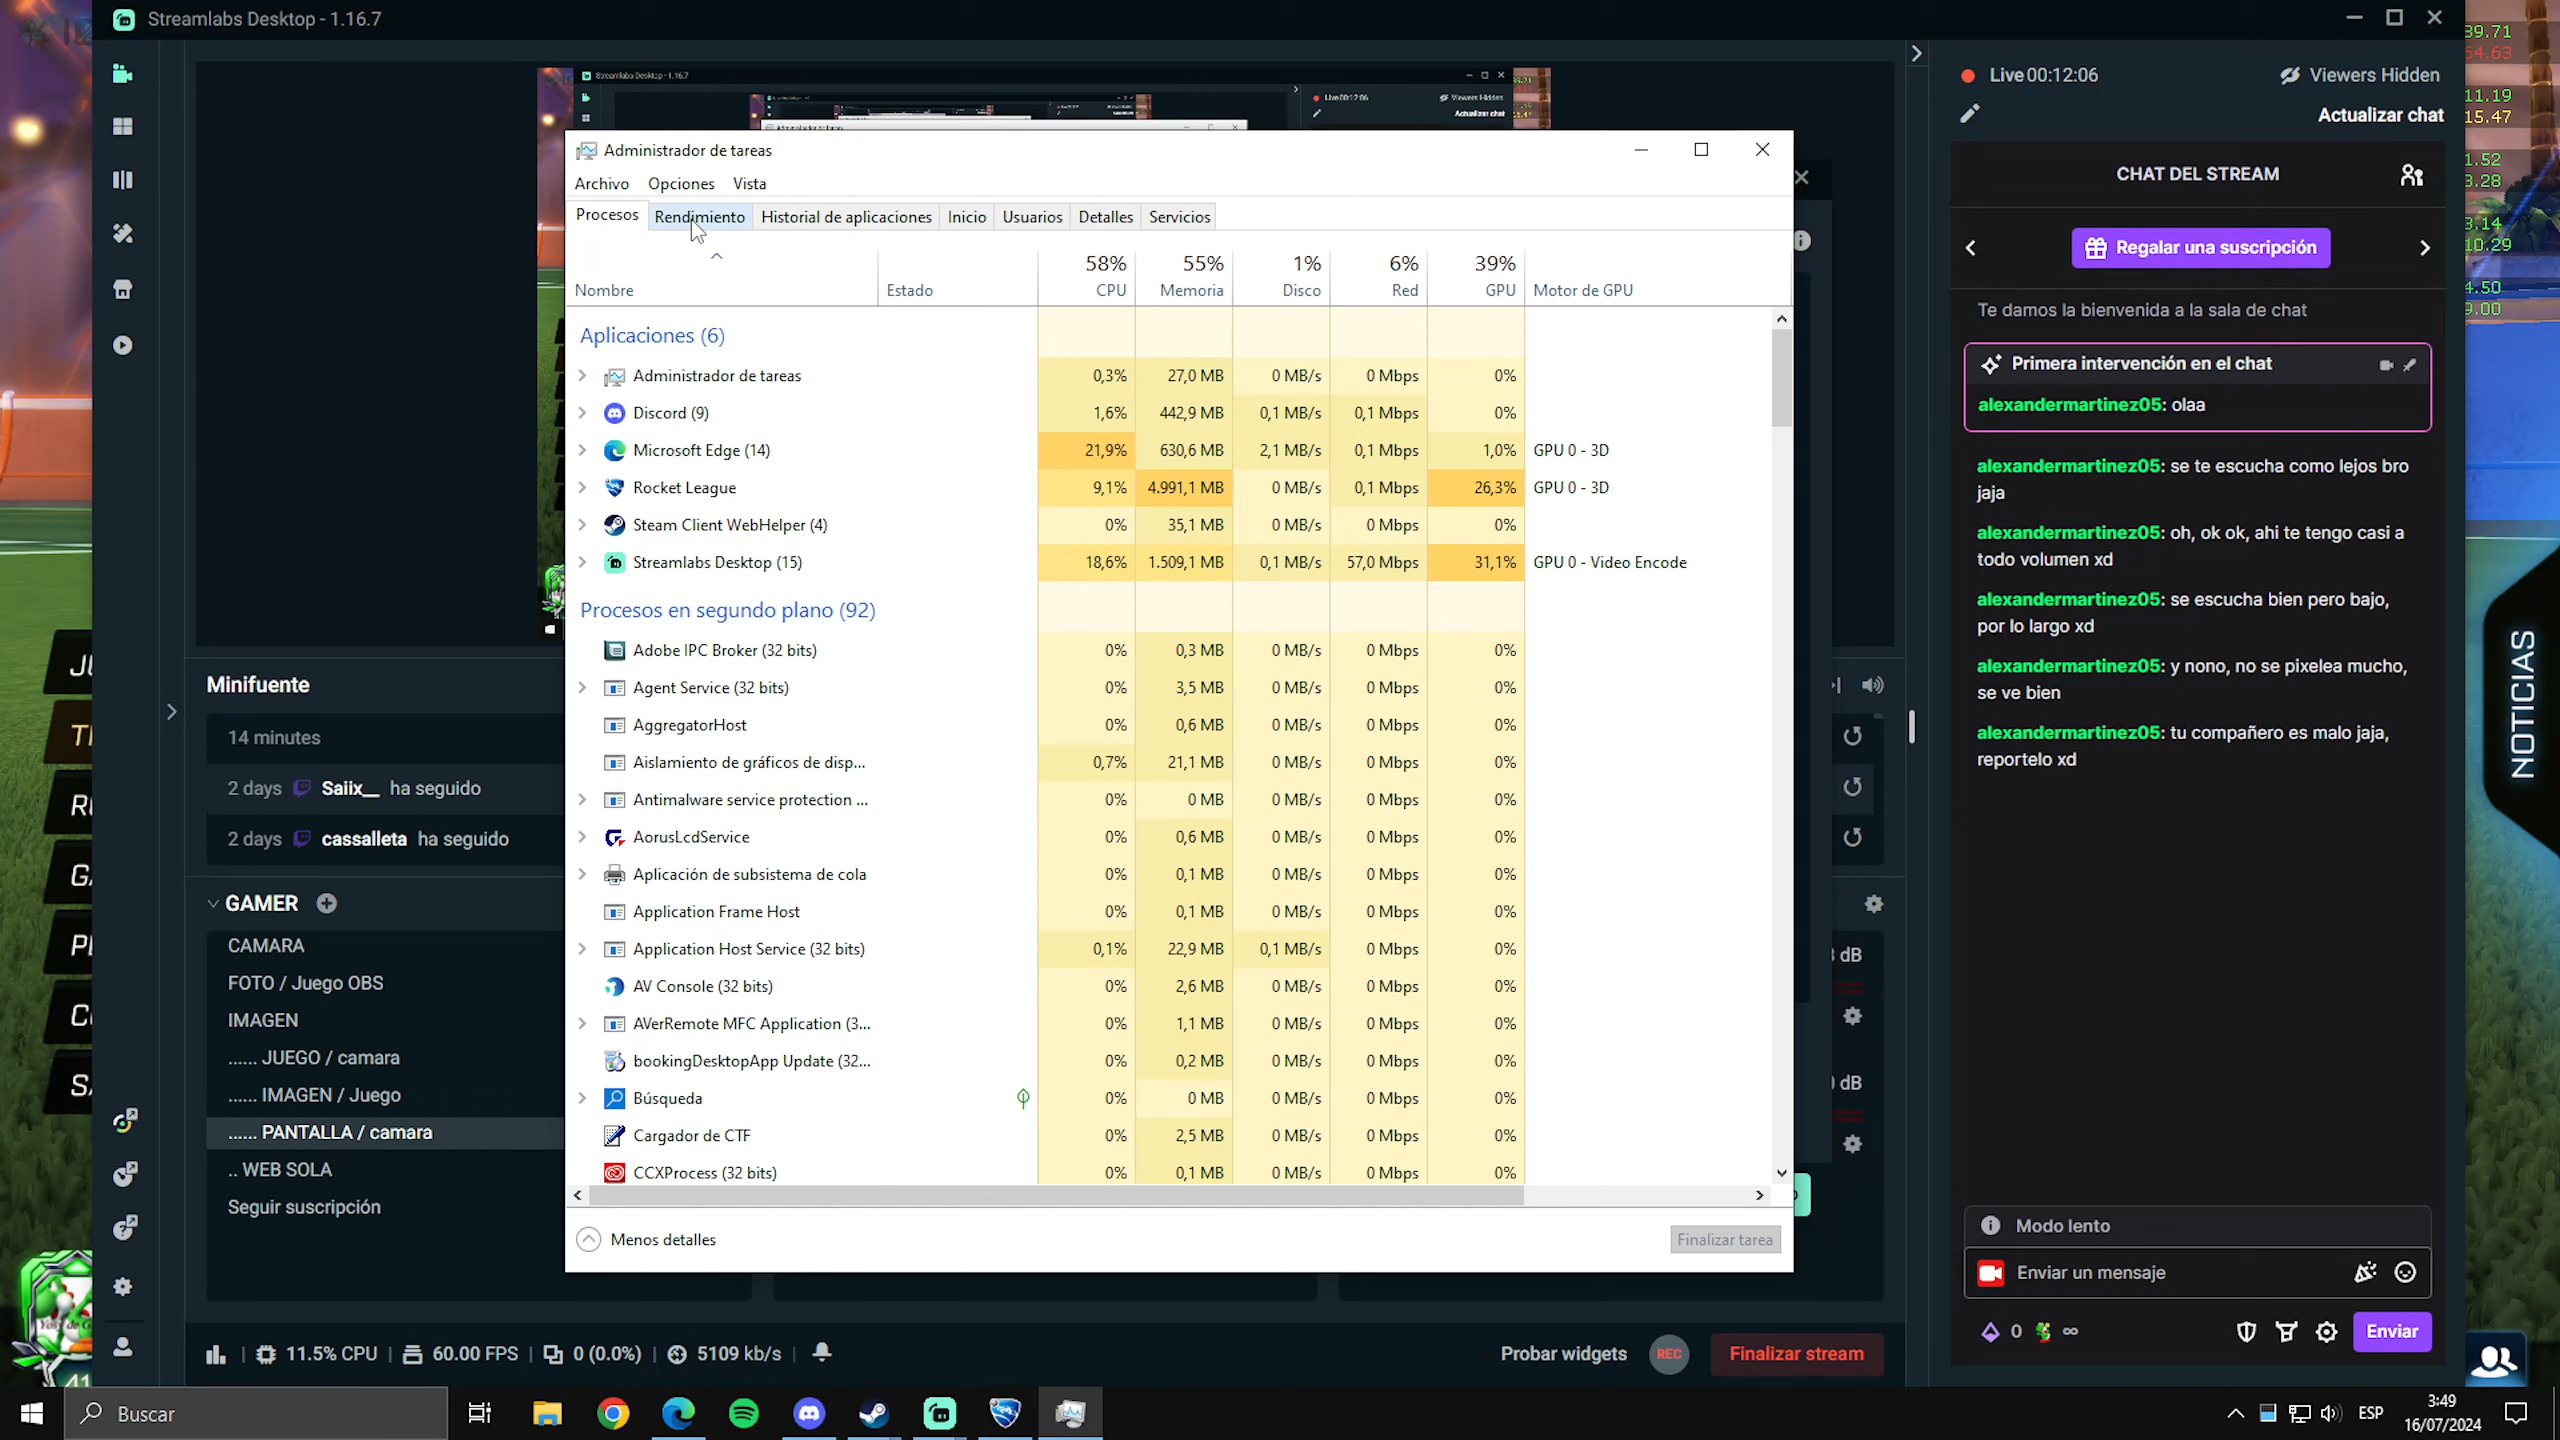 Streamlabs Desktop - 1.16.7
Streamlabs Desktop - 1.16.7
Live 00:12:06
Viewers Hidden
Actualizar chat
Administrador de tareas
Archivo
Opciones
Vista
Procesos
Rendimiento
Historial de aplicaciones
Inicio
Usuarios
Detalles
Servicios
58%
55%
1%
6%
39%
Nombre
Estado
CPU
Memoria
Disco
Red
GPU
Motor de GPU
Aplicaciones (6)
Administrador de tareas 0,3% 27,0 MB 0 MB/s 0 Mbps 0%
Discord (9) 1,6% 442,9 MB 0,1 MB/s 0,1 Mbps 0%
Microsoft Edge (14) 21,9% 630,6 MB 2,1 MB/s 0,1 Mbps 1,0% GPU 0 - 3D
Rocket League 9,1% 4.991,1 MB 0 MB/s 0,1 Mbps 26,3% GPU 0 - 3D
Steam Client WebHelper (4) 0% 35,1 MB 0 MB/s 0 Mbps 0%
Streamlabs Desktop (15) 18,6% 1.509,1 MB 0,1 MB/s 57,0 Mbps 31,1% GPU 0 - Video Encode
Procesos en segundo plano (92)
Adobe IPC Broker (32 bits) 0% 0,3 MB 0 MB/s 0 Mbps 0%
Agent Service (32 bits) 0% 3,5 MB 0 MB/s 0 Mbps 0%
AggregatorHost 0% 0,6 MB 0 MB/s 0 Mbps 0%
Aislamiento de gráficos de disp... 0,7% 21,1 MB 0 MB/s 0 Mbps 0%
Antimalware service protection ... 0% 0 MB 0 MB/s 0 Mbps 0%
AorusLcdService 0% 0,6 MB 0 MB/s 0 Mbps 0%
Aplicación de subsistema de cola 0% 0,1 MB 0 MB/s 0 Mbps 0%
Application Frame Host 0% 0,1 MB 0 MB/s 0 Mbps 0%
Application Host Service (32 bits) 0,1% 22,9 MB 0,1 MB/s 0 Mbps 0%
AV Console (32 bits) 0% 2,6 MB 0 MB/s 0 Mbps 0%
AVerRemote MFC Application (3... 0% 1,1 MB 0 MB/s 0 Mbps 0%
bookingDesktopApp Update (32... 0% 0,2 MB 0 MB/s 0 Mbps 0%
Búsqueda 0% 0 MB 0 MB/s 0 Mbps 0%
Cargador de CTF 0% 2,5 MB 0 MB/s 0 Mbps 0%
CCXProcess (32 bits) 0% 0,1 MB 0 MB/s 0 Mbps 0%
Menos detalles
Finalizar tarea
Minifuente
14 minutes
2 days Saiix__ ha seguido
2 days cassalleta ha seguido
GAMER
CAMARA
FOTO / Juego OBS
IMAGEN
...... JUEGO / camara
...... IMAGEN / Juego
...... PANTALLA / camara
.. WEB SOLA
Seguir suscripción
dB
dB
11.5% CPU
60.00 FPS
0 (0.0%)
5109 kb/s
Probar widgets
REC
Finalizar stream
Live 00:12:06
Viewers Hidden
Actualizar chat
CHAT DEL STREAM
Regalar una suscripción
Te damos la bienvenida a la sala de chat
Primera intervención en el chat
alexandermartinez05: olaa
alexandermartinez05: se te escucha como lejos bro
jaja
alexandermartinez05: oh, ok ok, ahi te tengo casi a
todo volumen xd
alexandermartinez05: se escucha bien pero bajo,
por lo largo xd
alexandermartinez05: y nono, no se pixelea mucho,
se ve bien
alexandermartinez05: tu compañero es malo jaja,
reportelo xd
Modo lento
Enviar un mensaje
0
∞
Enviar
NOTICIAS
11.19
15.47
Buscar
ESP
3:49
16/07/2024